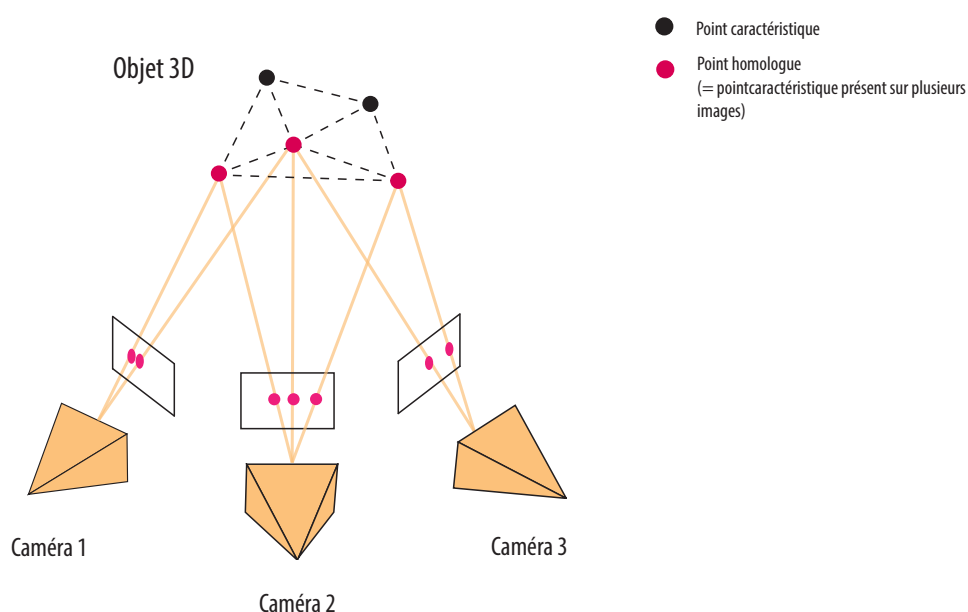 Objet 3D
Point caractéristique
Point homologue
(= pointcaractéristique présent sur plusieurs
images)
Caméra 1
Caméra 2
Caméra 3